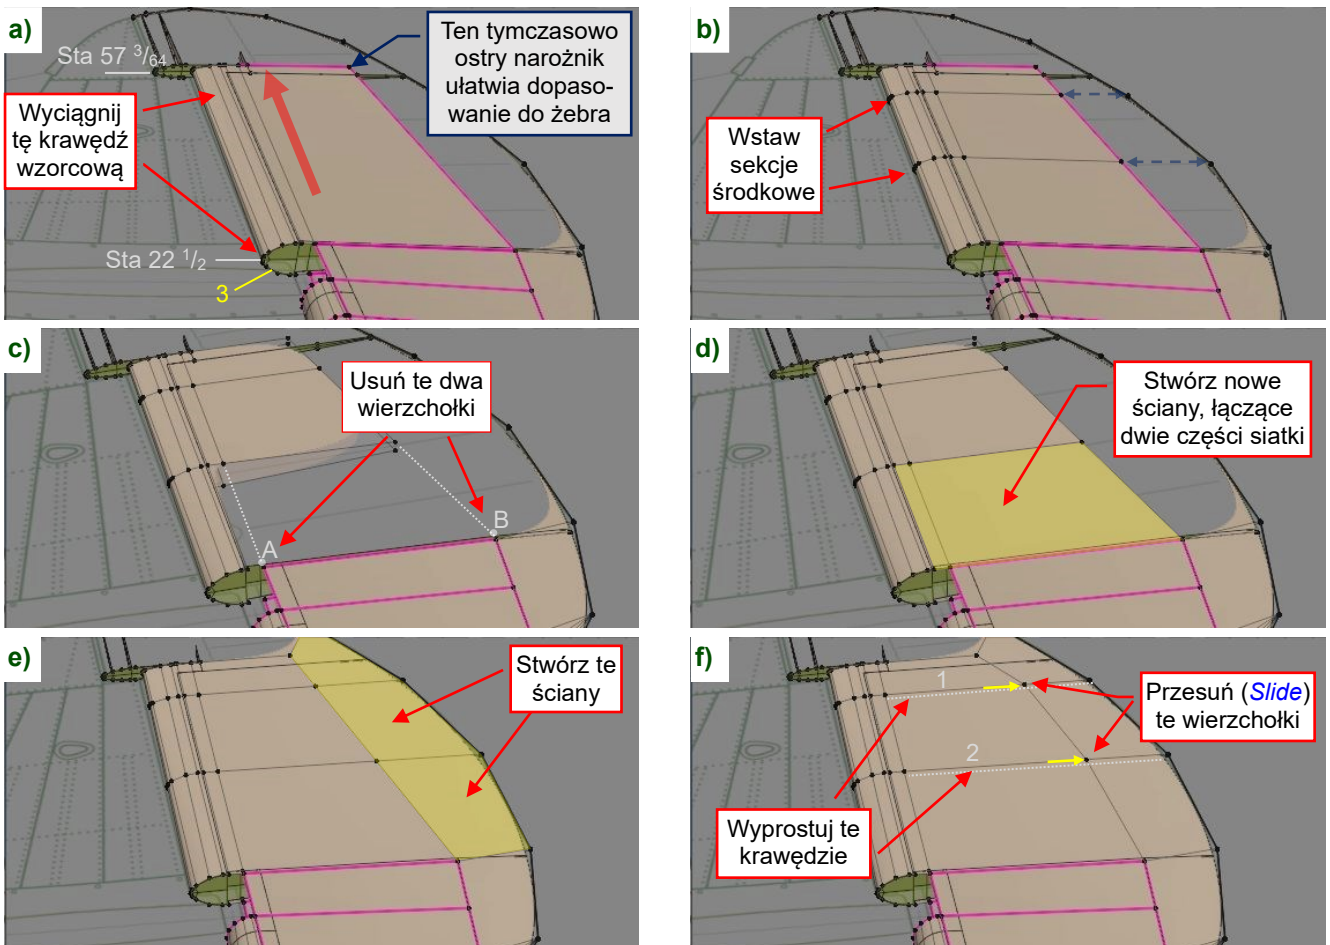 a)
Sta 57 3/64
Wyciągnij
tę krawędź
wzorcową
Sta 22 1/2
3
Ten tymczasowo
ostry narożnik
ułatwia dopaso-
wanie do żebra
b)
Wstaw
sekcje
środkowe
c)
Usuń te dwa
wierzchołki
A
B
d)
Stwórz nowe
ściany, łączące
dwie części siatki
e)
Stwórz te
ściany
f)
1
2
Przesuń (Slide)
te wierzchołki
Wyprostuj te
krawędzie